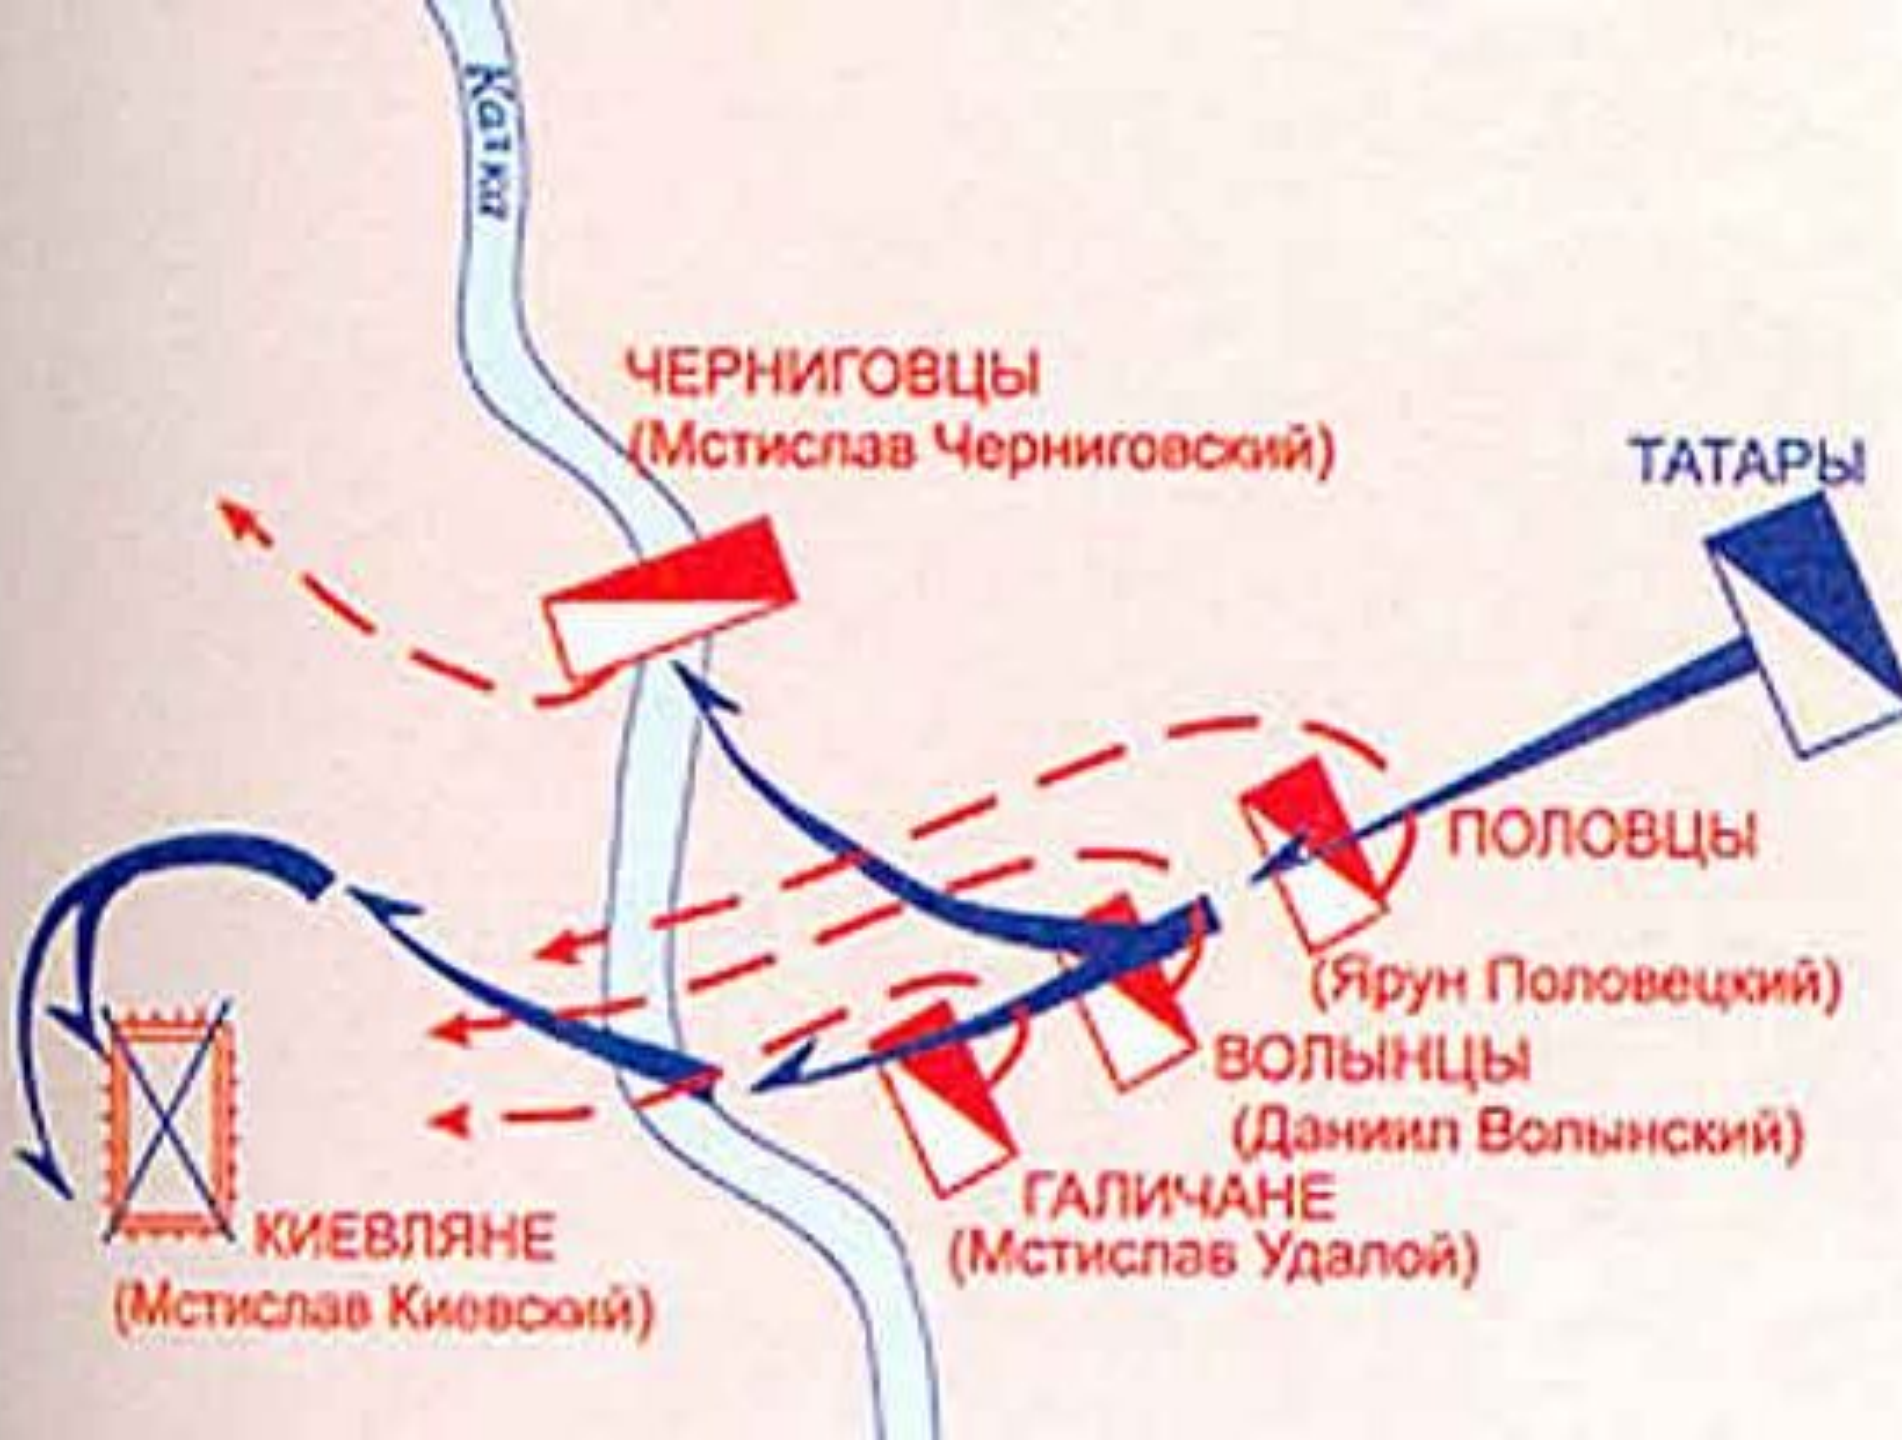 Калка
ЧЕРНИГОВЦЫ
(Мстислав Черниговский)
ТАТАРЫ
ПОЛОВЦЫ
(Ярун Половецкий)
ВОЛЫНЦЫ
(Даниил Волынский)
ГАЛИЧАНЕ
(Мстислав Удалой)
КИЕВЛЯНЕ
(Мстислав Киевский)